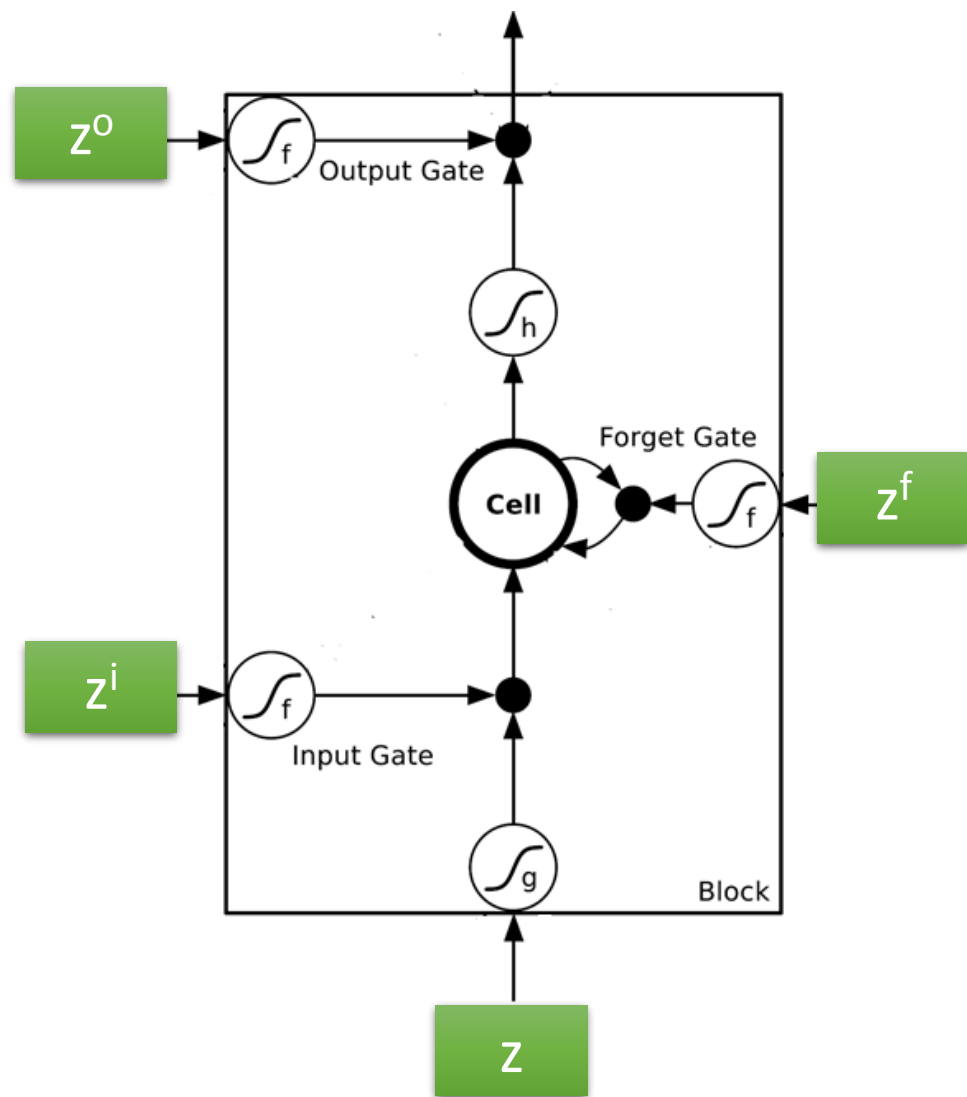 z^o
f
Output Gate
h
Forget Gate
Cell
f
z^f
z^i
f
Input Gate
g
Block
z